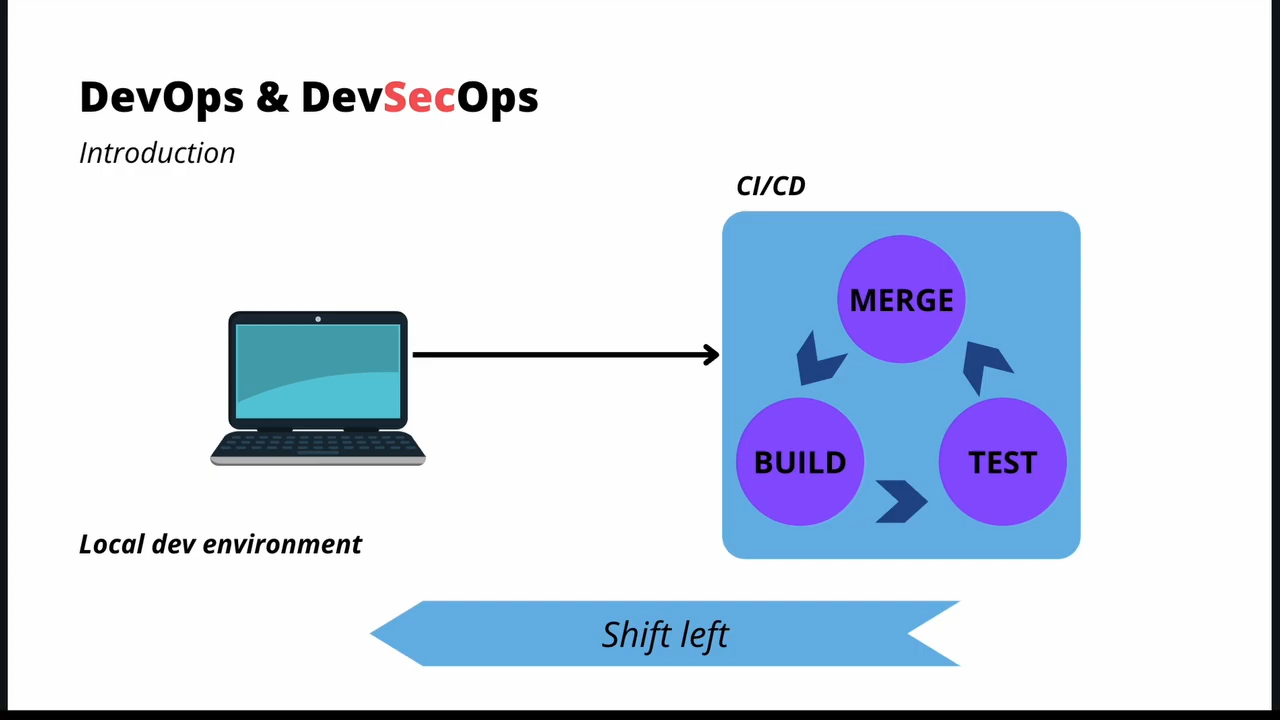 DevOps & DevSecOps
Introduction
CI/CD
MERGE
BUILD
TEST
Local dev environment
Shift left